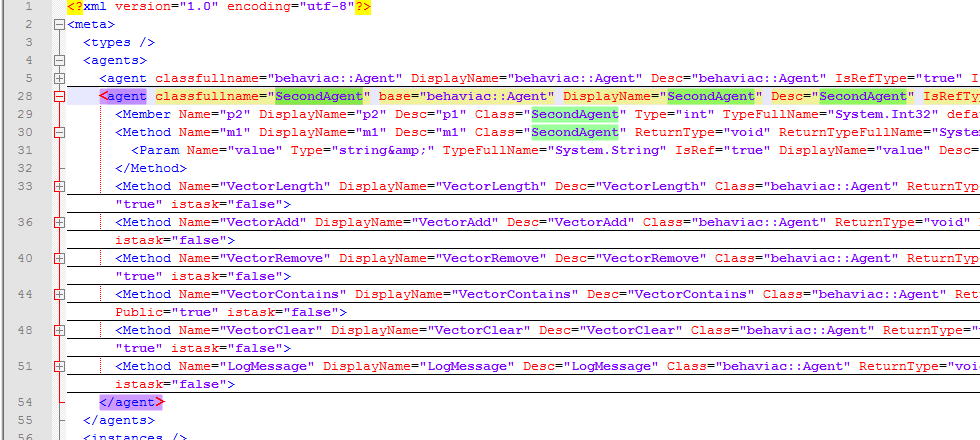 1 <?xml version="1.0" encoding="utf-8"?>
2 <meta>
3 <types />
4 <agents>
5 <agent classfullname="behaviac::Agent" DisplayName="behaviac::Agent" Desc="behaviac::Agent" IsRefType="true" I
28 <agent classfullname="SecondAgent" base="behaviac::Agent" DisplayName="SecondAgent" Desc="SecondAgent" IsRefTy
29 <Member Name="p2" DisplayName="p2" Desc="p1" Class="SecondAgent" Type="int" TypeFullName="System.Int32" defa
30 <Method Name="m1" DisplayName="m1" Desc="m1" Class="SecondAgent" ReturnType="void" ReturnTypeFullName="Syste
31 <Param Name="value" Type="string&amp;" TypeFullName="System.String" IsRef="true" DisplayName="value" Desc=
32 </Method>
33 <Method Name="VectorLength" DisplayName="VectorLength" Desc="VectorLength" Class="behaviac::Agent" ReturnTyp
"true" istask="false">
36 <Method Name="VectorAdd" DisplayName="VectorAdd" Desc="VectorAdd" Class="behaviac::Agent" ReturnType="void"
istask="false">
40 <Method Name="VectorRemove" DisplayName="VectorRemove" Desc="VectorRemove" Class="behaviac::Agent" ReturnTyp
"true" istask="false">
44 <Method Name="VectorContains" DisplayName="VectorContains" Desc="VectorContains" Class="behaviac::Agent" Ret
Public="true" istask="false">
48 <Method Name="VectorClear" DisplayName="VectorClear" Desc="VectorClear" Class="behaviac::Agent" ReturnType="
"true" istask="false">
51 <Method Name="LogMessage" DisplayName="LogMessage" Desc="LogMessage" Class="behaviac::Agent" ReturnType="voi
istask="false">
54 </agent>
55 </agents>
56 <instances />